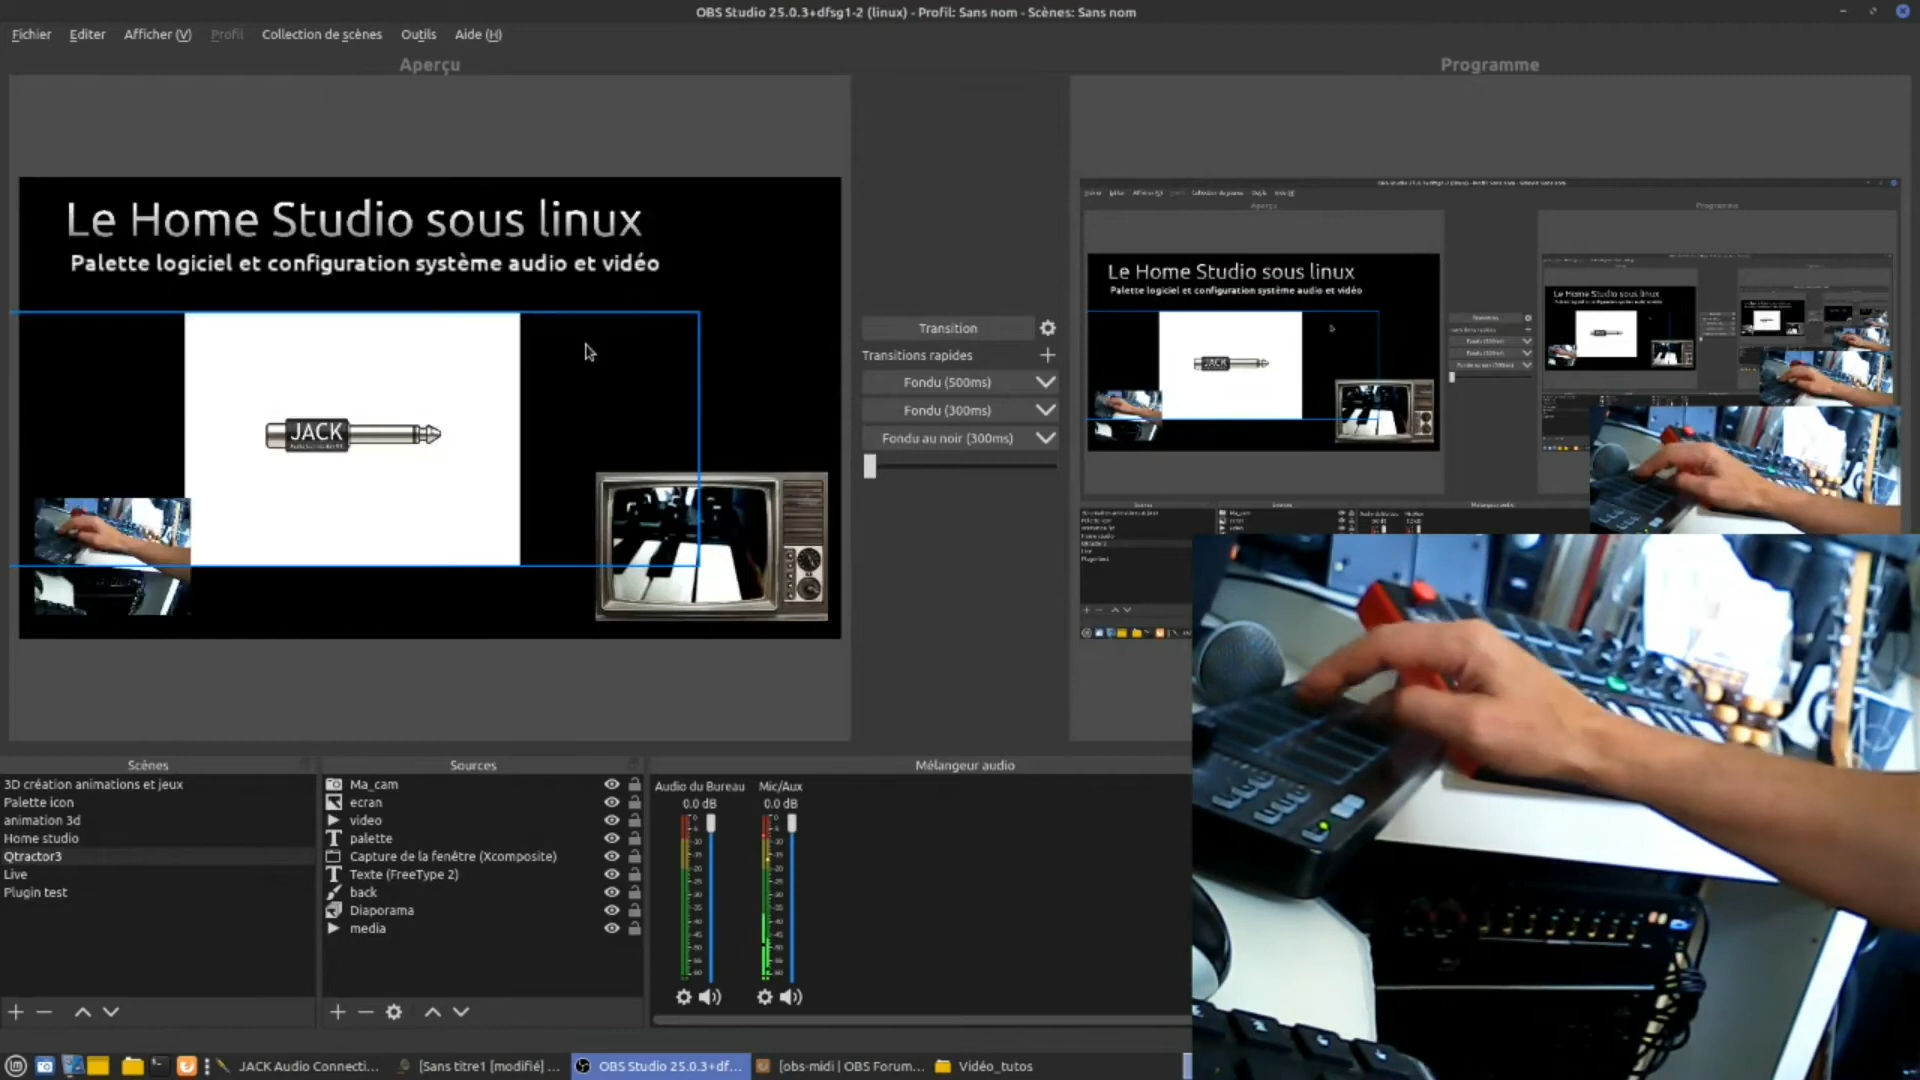 OBS Studio 25.0.3+dfsg1-2 (linux) - Profil: Sans nom - Scènes: Sans nom
Fichier Editer Afficher (V) Profil Collection de scènes Outils Aide (H)
Aperçu
Programme
Le Home Studio sous linux
Palette logiciel et configuration système audio et vidéo
JACK
Transition
Transitions rapides
Fondu (500ms)
Fondu (300ms)
Fondu au noir (300ms)
Le Home Studio sous linux
Palette logiciel et configuration système audio et vidéo
JACK
Le Home Studio sous linux
Scènes
3D création animations et jeux
Palette icon
animation 3d
Home studio
Qtractor3
Live
Plugin test
Sources
Ma_cam
ecran
video
palette
Capture de la fenêtre (Xcomposite)
Texte (FreeType 2)
back
Diaporama
media
Mélangeur audio
Audio du Bureau Mic/Aux
0.0 dB 0.0 dB
JACK Audio Connecti... [Sans titre1 [modifié] ... OBS Studio 25.0.3+df... [obs-midi | OBS Forum... Vidéo_tutos